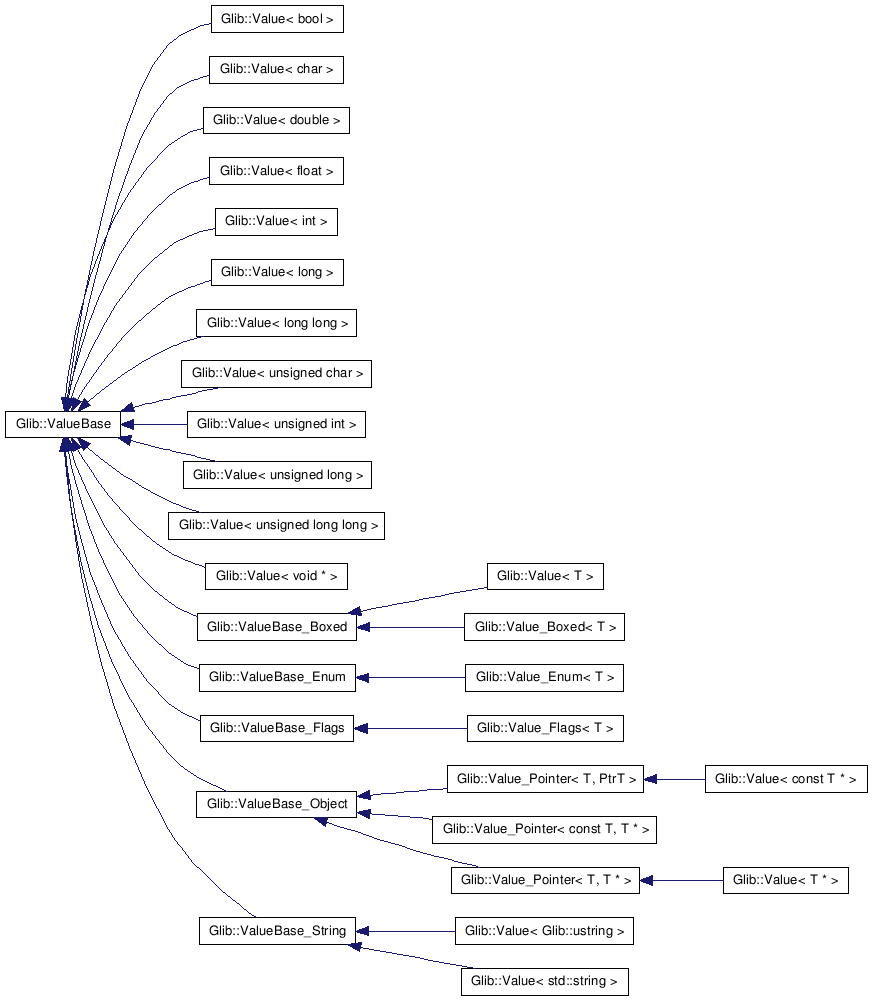 Glib::Value< bool >
Glib::Value< char >
Glib::Value< double >
Glib::Value< float >
Glib::Value< int >
Glib::Value< long >
Glib::Value< long long >
Glib::Value< unsigned char >
Glib::ValueBase
Glib::Value< unsigned int >
Glib::Value< unsigned long >
Glib::Value< unsigned long long >
Glib::Value< void * >
Glib::Value< T >
Glib::ValueBase_Boxed
Glib::Value_Boxed< T >
Glib::ValueBase_Enum
Glib::Value_Enum< T >
Glib::ValueBase_Flags
Glib::Value_Flags< T >
Glib::Value_Pointer< T, PtrT >
Glib::Value< const T * >
Glib::ValueBase_Object
Glib::Value_Pointer< const T, T * >
Glib::Value_Pointer< T, T * >
Glib::Value< T * >
Glib::ValueBase_String
Glib::Value< Glib::ustring >
Glib::Value< std::string >